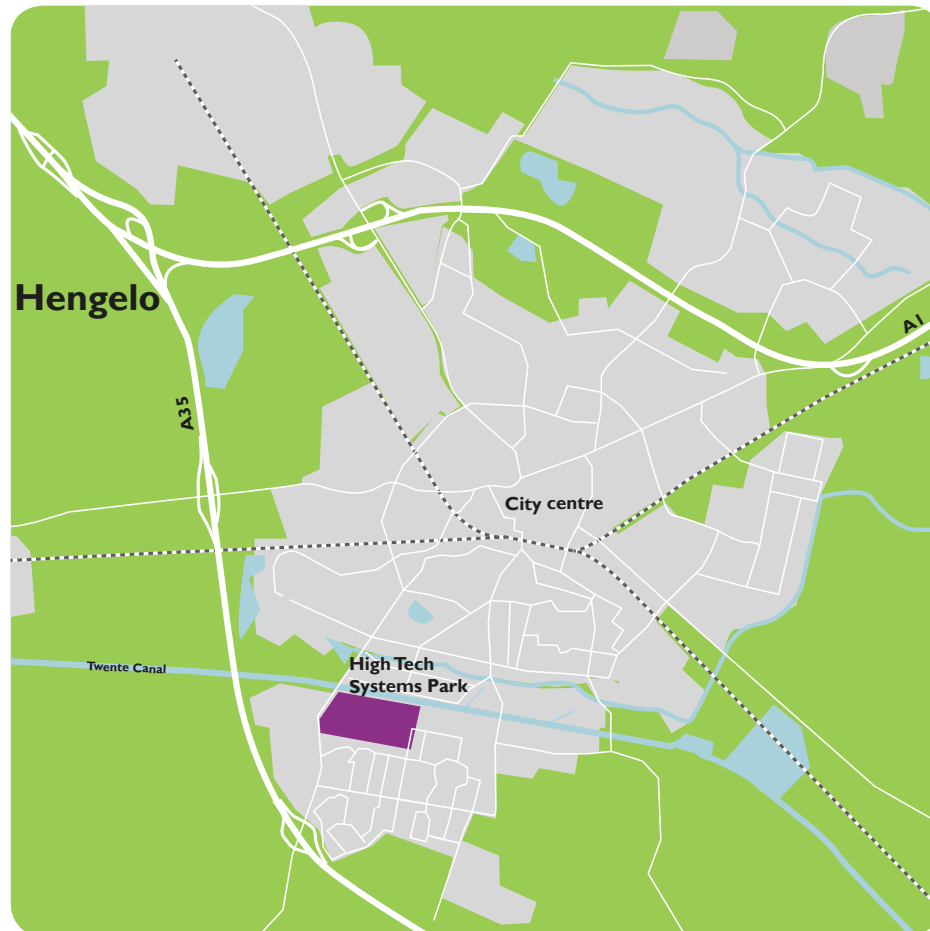 Hengelo
A1
A35
City centre
Twente Canal
High Tech
Systems Park